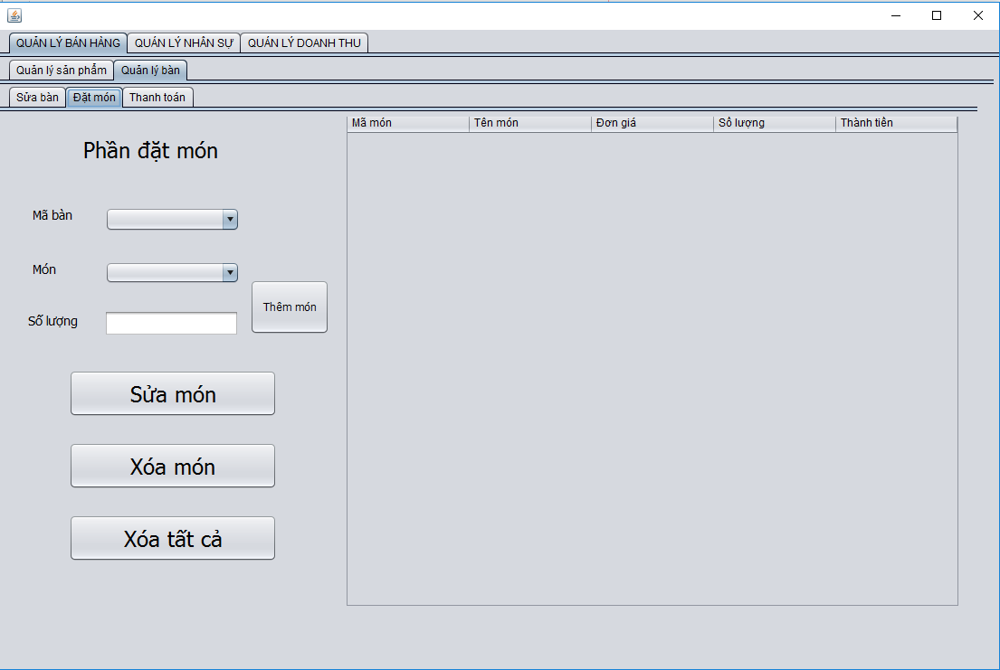 QUẢN LÝ BÁN HÀNG QUẢN LÝ NHÂN SỰ QUẢN LÝ DOANH THU
Quản lý sản phẩm Quản lý bàn
Sửa bàn Đặt món Thanh toán
Mã món Tên món Đơn giá Số lượng Thành tiền
Phần đặt món
Mã bàn
Món
Thêm món
Số lượng
Sửa món
Xóa món
Xóa tất cả